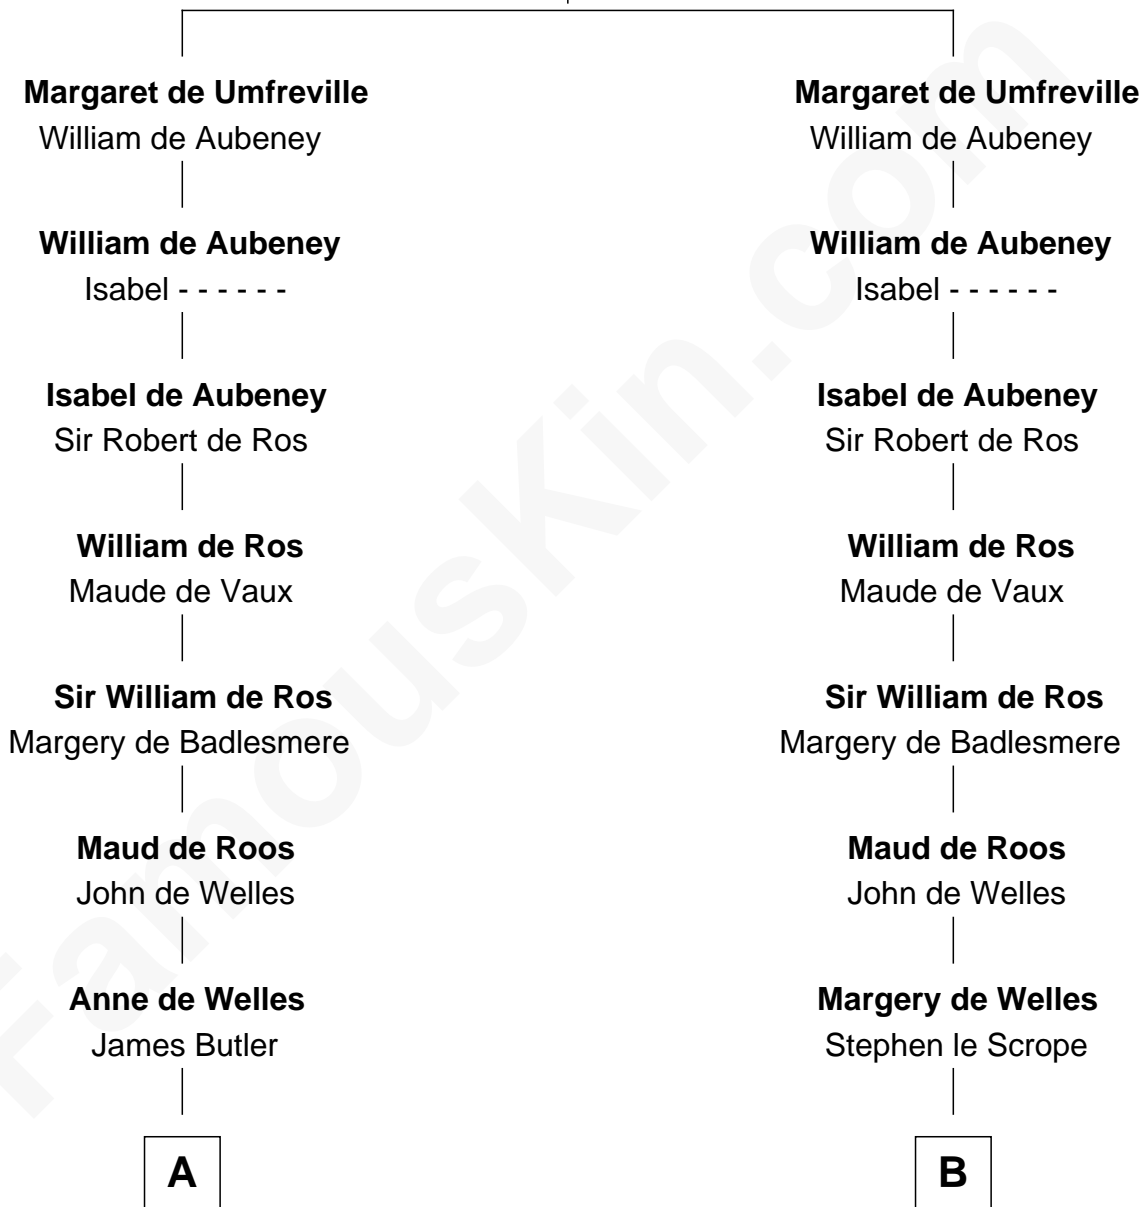 Margaret de Umfreville
William de Aubeney
William de Aubeney
Isabel - - - - - -
Isabel de Aubeney
Sir Robert de Ros
William de Ros
Maude de Vaux
Sir William de Ros
Margery de Badlesmere
Maud de Roos
John de Welles
Anne de Welles
James Butler
A
Margaret de Umfreville
William de Aubeney
William de Aubeney
Isabel - - - - - -
Isabel de Aubeney
Sir Robert de Ros
William de Ros
Maude de Vaux
Sir William de Ros
Margery de Badlesmere
Maud de Roos
John de Welles
Margery de Welles
Stephen le Scrope
B
FamousKin.com